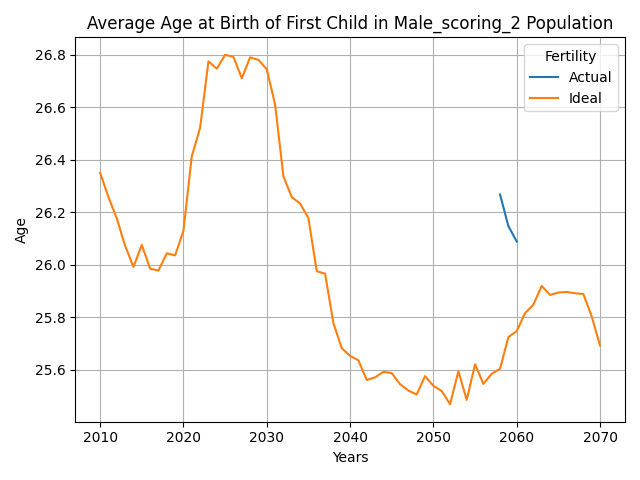 Average Age at Birth of First Child in Male_scoring_2 Population
Fertility
Actual
Ideal
Age
26.8
26.6
26.4
26.2
26.0
25.8
25.6
2010 2020 2030 2040 2050 2060 2070
Years